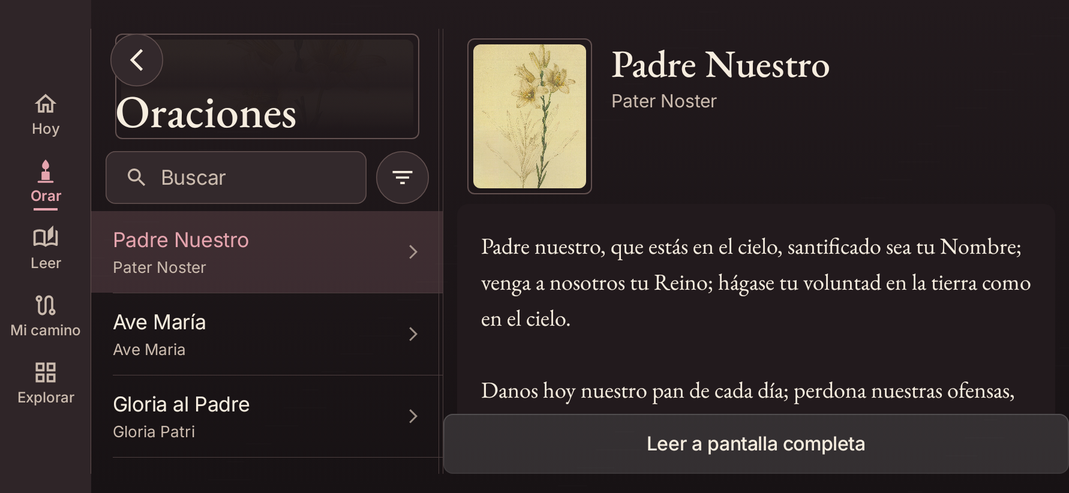 Hoy
Orar
Leer
Mi camino
Explorar
Oraciones
Buscar
Padre Nuestro
Pater Noster
Ave María
Ave Maria
Gloria al Padre
Gloria Patri
Padre Nuestro
Pater Noster
Padre nuestro, que estás en el cielo, santificado sea tu Nombre;
venga a nosotros tu Reino; hágase tu voluntad en la tierra como
en el cielo.
Danos hoy nuestro pan de cada día; perdona nuestras ofensas,
Leer a pantalla completa